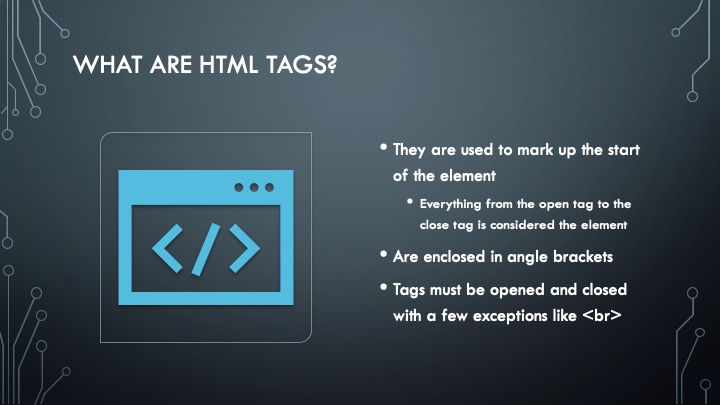 WHAT ARE HTML TAGS?
</>
• They are used to mark up the start
of the element
• Everything from the open tag to the
close tag is considered the element
• Are enclosed in angle brackets
• Tags must be opened and closed
with a few exceptions like <br>